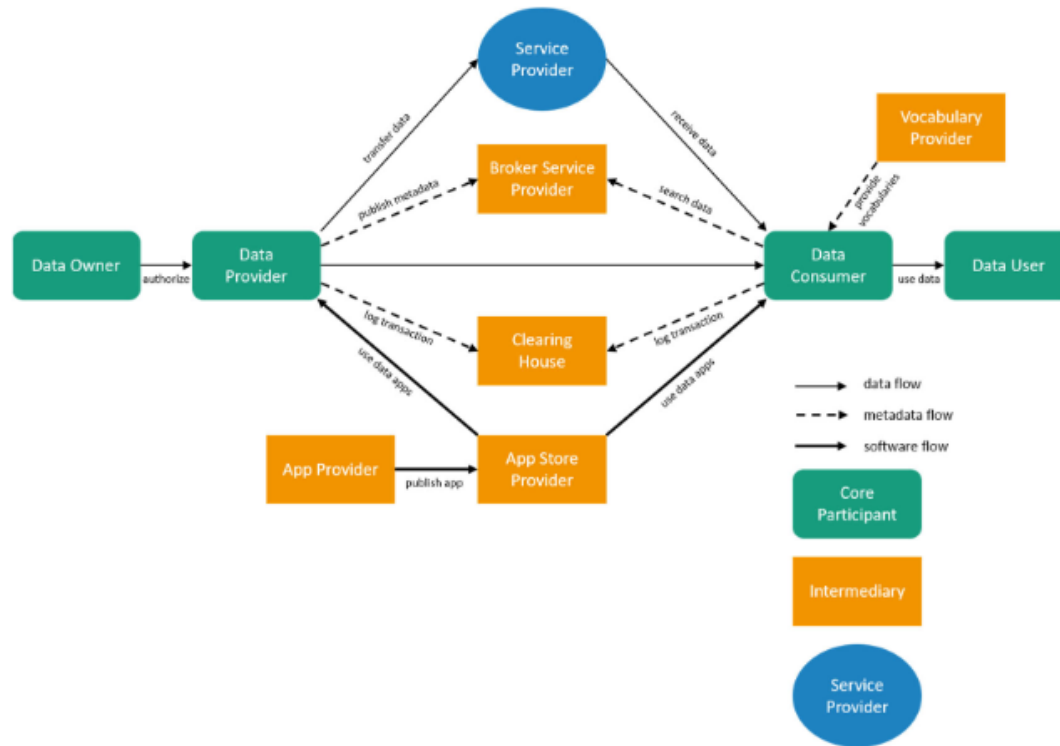 Service
Provider
transfer data
receive data
Vocabulary
Provider
Broker Service
Provider
publish metadata
search data
provide
vocabularies
Data Owner
authorize
Data
Provider
Data
Consumer
use data
Data User
log transaction
Clearing
House
log transaction
use data apps
use data apps
App Provider
publish app
App Store
Provider
data flow
metadata flow
software flow
Core
Participant
Intermediary
Service
Provider